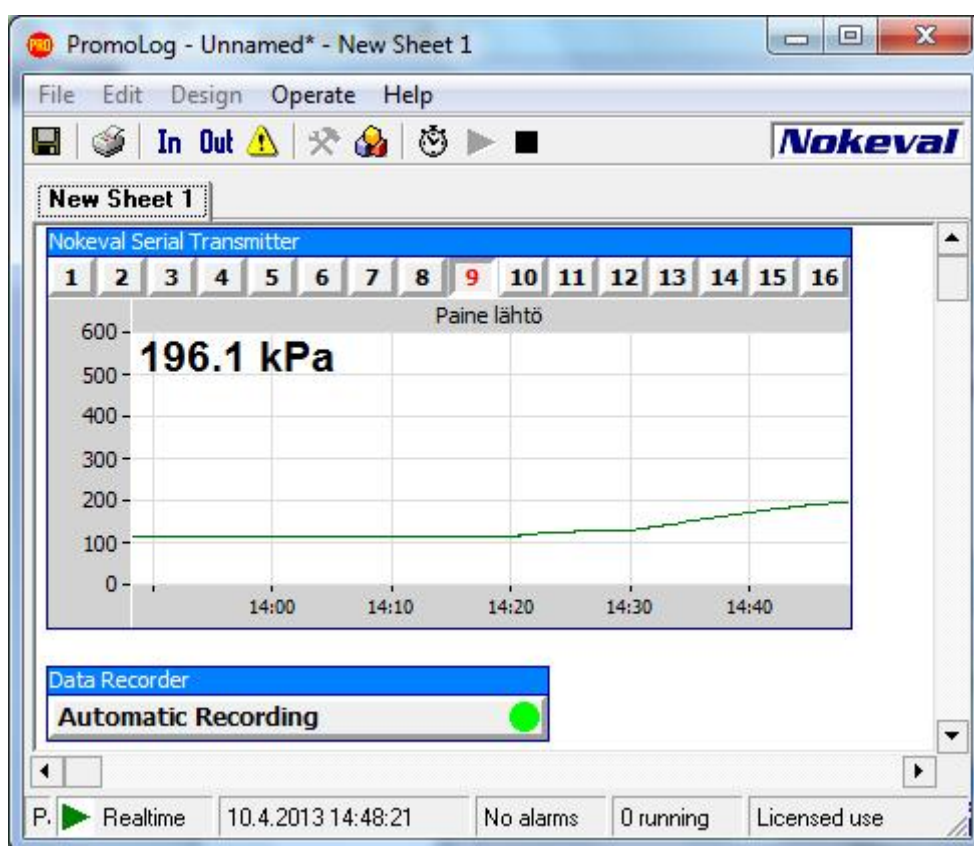 PRO PromoLog - Unnamed* - New Sheet 1
File Edit Design Operate Help
In Out Nokeval
New Sheet 1
Nokeval Serial Transmitter
1 2 3 4 5 6 7 8 9 10 11 12 13 14 15 16
Paine lähtö
196.1 kPa
600
500
400
300
200
100
0
14:00 14:10 14:20 14:30 14:40
Data Recorder
Automatic Recording
P. Realtime 10.4.2013 14:48:21 No alarms 0 running Licensed use